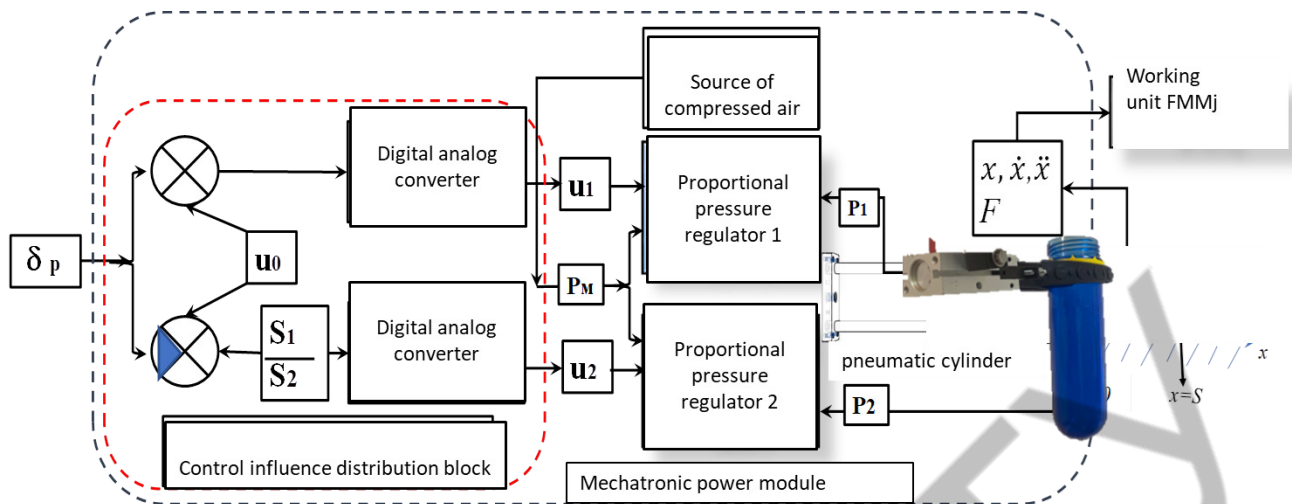 Source of
compressed air
Working
unit FMMj
Digital analog
converter
u1
Proportional
pressure
regulator 1
P1
x, ẋ, ẍ
F
δ p
u0
PM
S1
S2
Digital analog
converter
u2
Proportional
pressure
regulator 2
pneumatic cylinder
x
P2
x=S
Control influence distribution block
Mechatronic power module